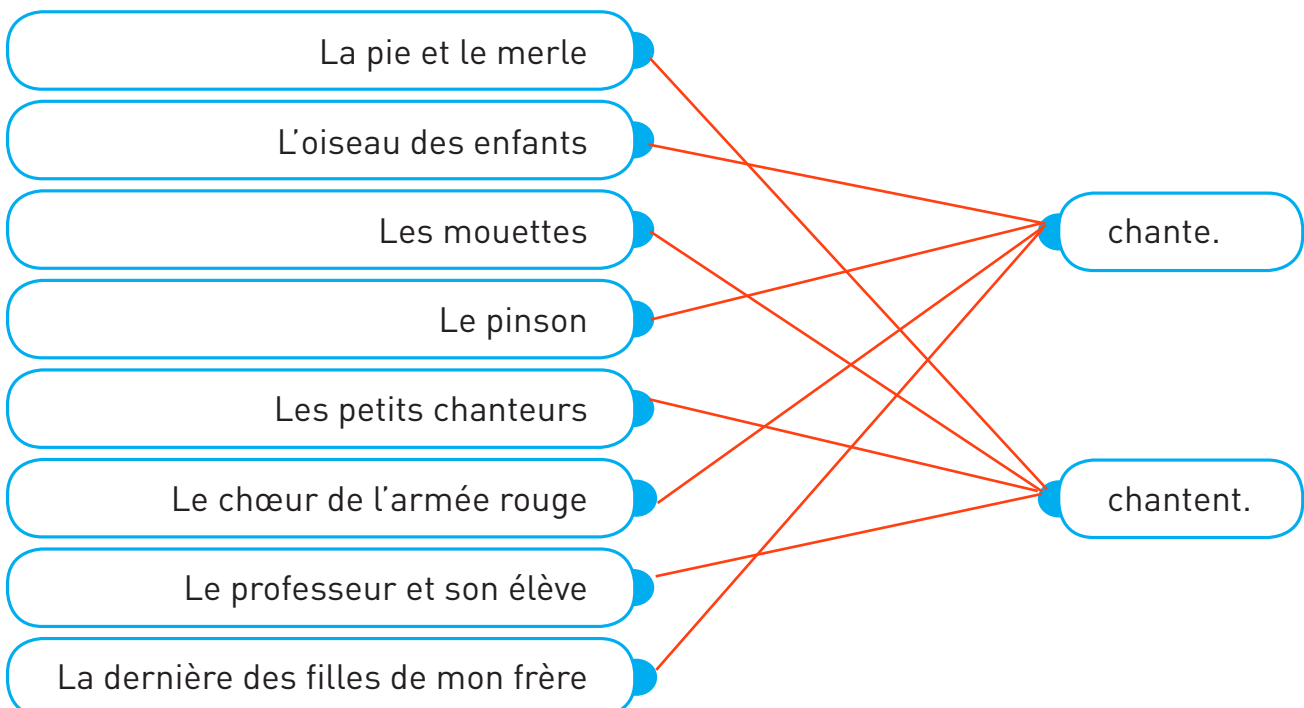 La pie et le merle
L'oiseau des enfants
Les mouettes
chante.
Le pinson
Les petits chanteurs
Le chœur de l'armée rouge
chantent.
Le professeur et son élève
La dernière des filles de mon frère